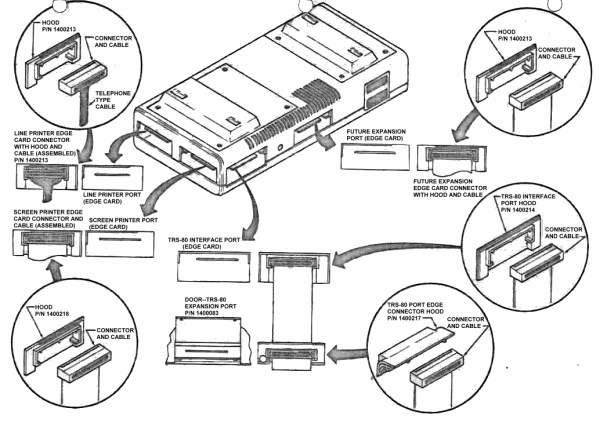 HOOD
P/N 1400213
CONNECTOR
AND CABLE
TELEPHONE
TYPE
CABLE
HOOD
P/N 1400213
CONNECTOR
AND CABLE
LINE PRINTER EDGE
CARD CONNECTOR
WITH HOOD AND
CABLE (ASSEMBLED)
P/N 1400213
LINE PRINTER PORT
(EDGE CARD)
FUTURE EXPANSION
PORT (EDGE CARD)
FUTURE EXPANSION
EDGE CARD CONNECTOR
WITH HOOD AND CABLE
SCREEN PRINTER EDGE
CARD CONNECTOR AND
CABLE (ASSEMBLED)
SCREEN PRINTER PORT
(EDGE CARD)
TRS-80 INTERFACE PORT
(EDGE CARD)
TRS-80 INTERFACE
PORT HOOD
P/N 1400214
CONNECTOR
AND CABLE
HOOD
P/N 1400218
CONNECTOR
AND CABLE
DOOR--TRS-80
EXPANSION PORT
P/N 1400083
TRS-80 PORT EDGE
CONNECTOR HOOD
P/N 1400217
CONNECTOR
AND CABLE